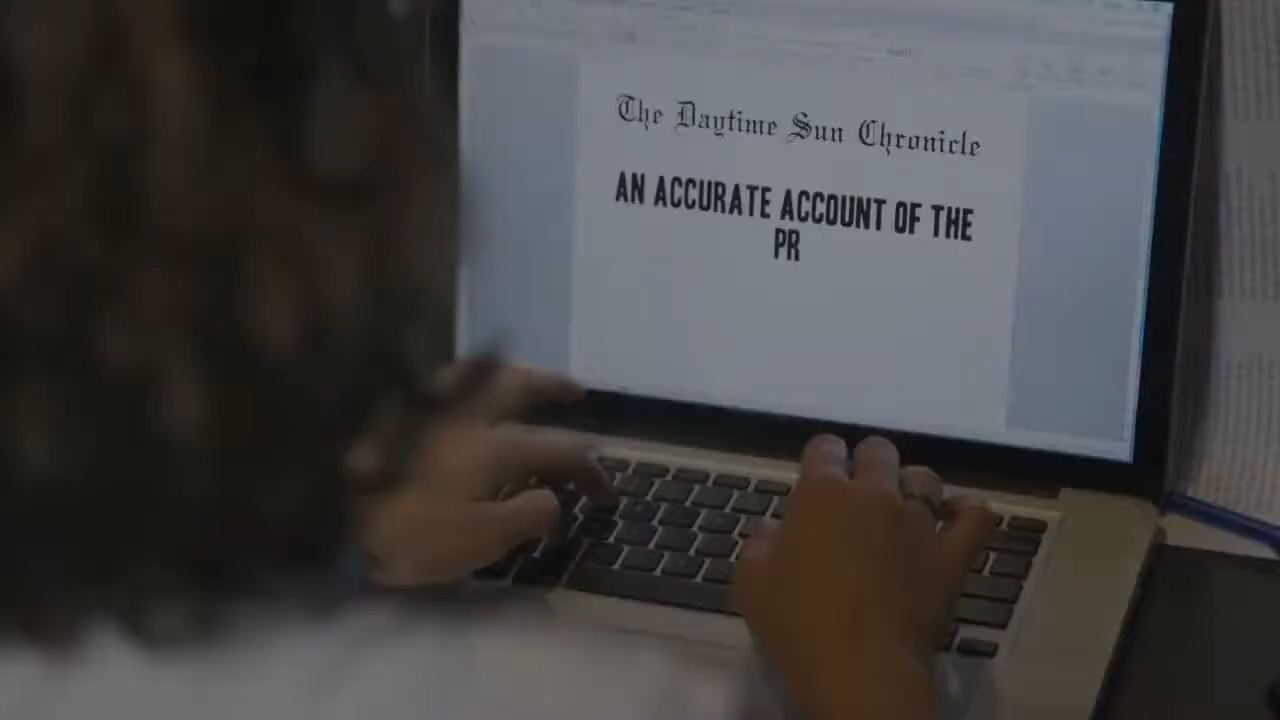 The Daytime Sun Chronicle
AN ACCURATE ACCOUNT OF THE
PR